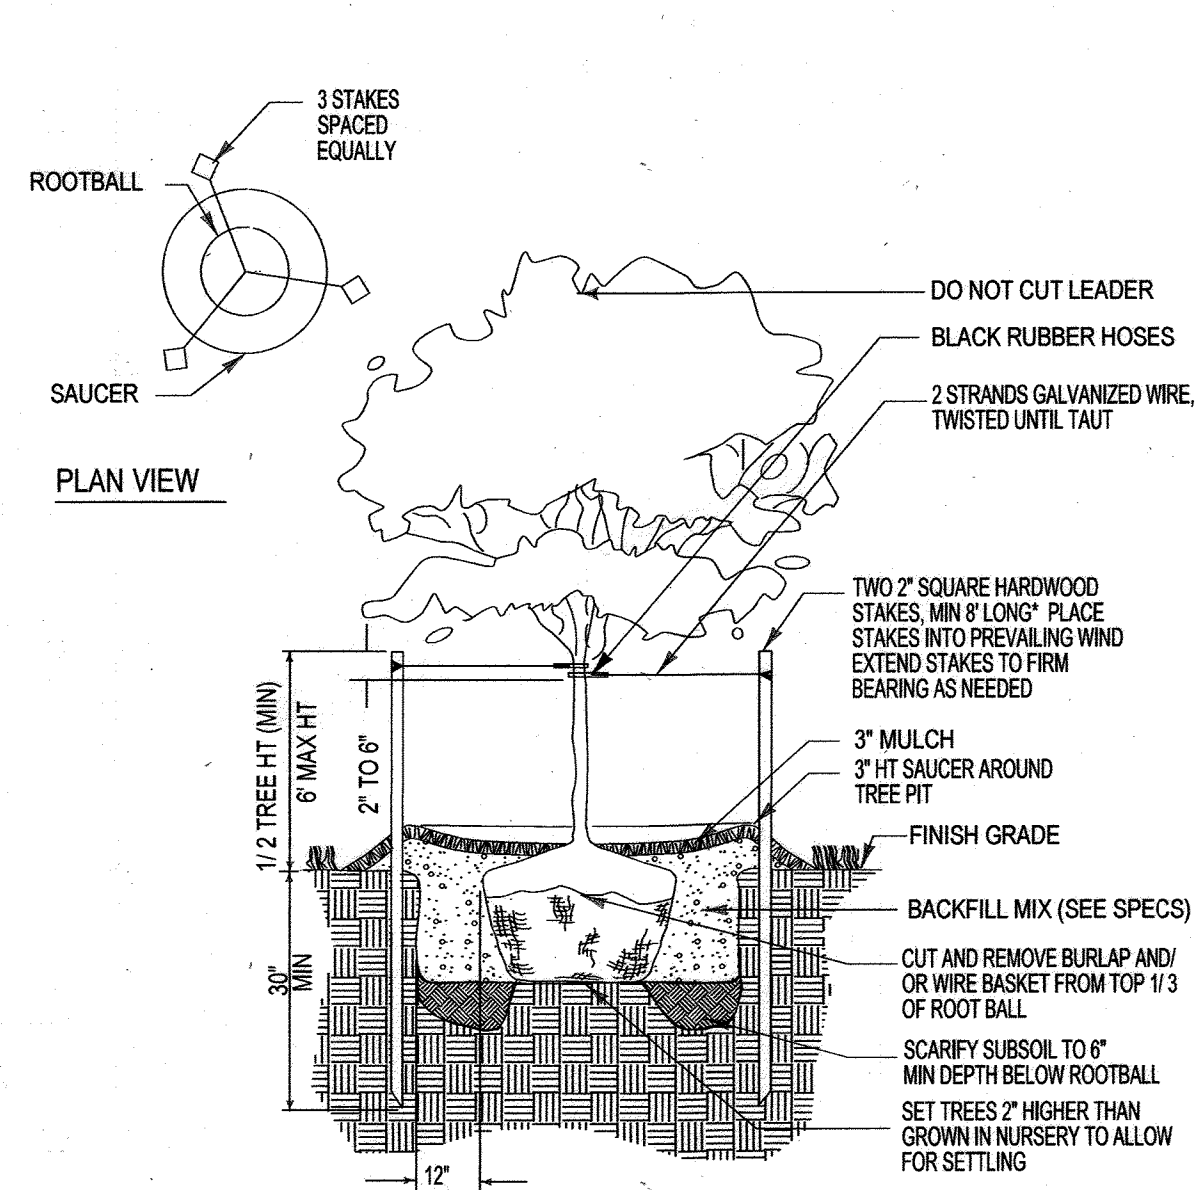 3 STAKES
SPACED
EQUALLY
ROOTBALL
SAUCER
PLAN VIEW
DO NOT CUT LEADER
BLACK RUBBER HOSES
2 STRANDS GALVANIZED WIRE,
TWISTED UNTIL TAUT
TWO 2" SQUARE HARDWOOD
STAKES, MIN 8' LONG* PLACE
STAKES INTO PREVAILING WIND
EXTEND STAKES TO FIRM
BEARING AS NEEDED
1/ 2 TREE HT (MIN)
6' MAX HT
2" TO 6"
3" MULCH
3" HT SAUCER AROUND
TREE PIT
FINISH GRADE
BACKFILL MIX (SEE SPECS)
30"
MIN
CUT AND REMOVE BURLAP AND/
OR WIRE BASKET FROM TOP 1/ 3
OF ROOT BALL
SCARIFY SUBSOIL TO 6"
MIN DEPTH BELOW ROOTBALL
SET TREES 2" HIGHER THAN
GROWN IN NURSERY TO ALLOW
FOR SETTLING
12"